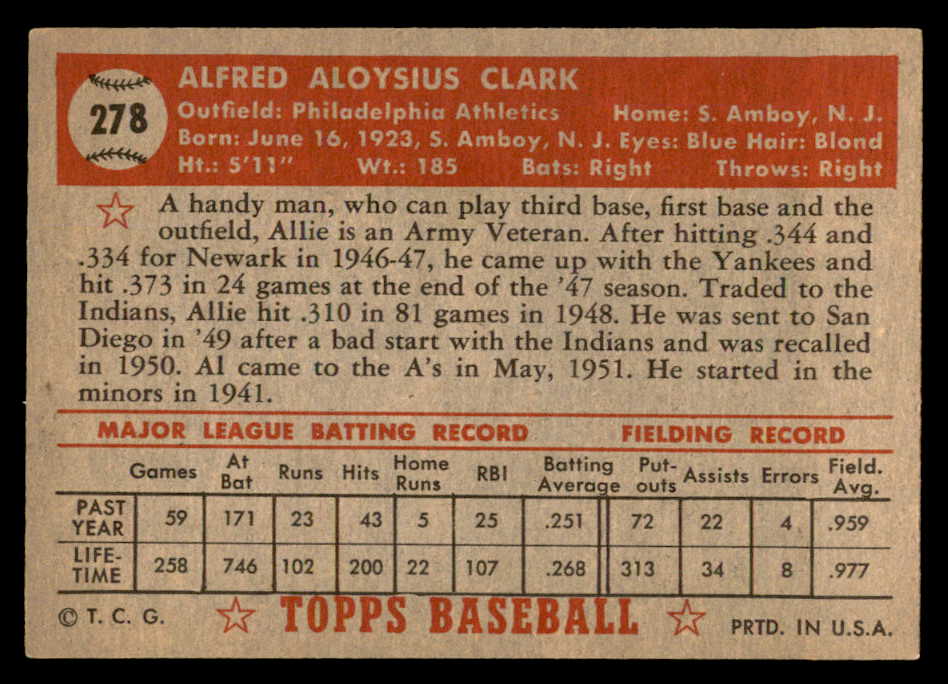 278
ALFRED ALOYSIUS CLARK
Outfield: Philadelphia Athletics Home: S. Amboy, N. J.
Born: June 16, 1923, S. Amboy, N. J. Eyes: Blue Hair: Blond
Ht.: 5'11" Wt.: 185 Bats: Right Throws: Right
A handy man, who can play third base, first base and the
outfield, Allie is an Army Veteran. After hitting .344 and
.334 for Newark in 1946-47, he came up with the Yankees and
hit .373 in 24 games at the end of the '47 season. Traded to the
Indians, Allie hit .310 in 81 games in 1948. He was sent to San
Diego in '49 after a bad start with the Indians and was recalled
in 1950. Al came to the A's in May, 1951. He started in the
minors in 1941.
MAJOR LEAGUE BATTING RECORD FIELDING RECORD
Games At Bat Runs Hits Home Runs RBI Batting Average Put-outs Assists Errors Field. Avg.
PAST YEAR 59 171 23 43 5 25 .251 72 22 4 .959
LIFE-TIME 258 746 102 200 22 107 .268 313 34 8 .977
© T. C. G. TOPPS BASEBALL PRTD. IN U.S.A.